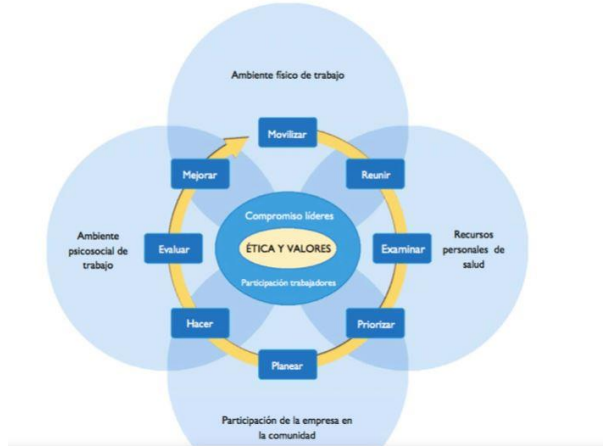 Ambiente físico de trabajo
Movilizar
Mejorar
Reunir
Compromiso líderes
Ambiente
psicosocial de
trabajo
Evaluar
ÉTICA Y VALORES
Examinar
Recursos
personales de
salud
Participación trabajadores
Hacer
Priorizar
Planear
Participación de la empresa en
la comunidad